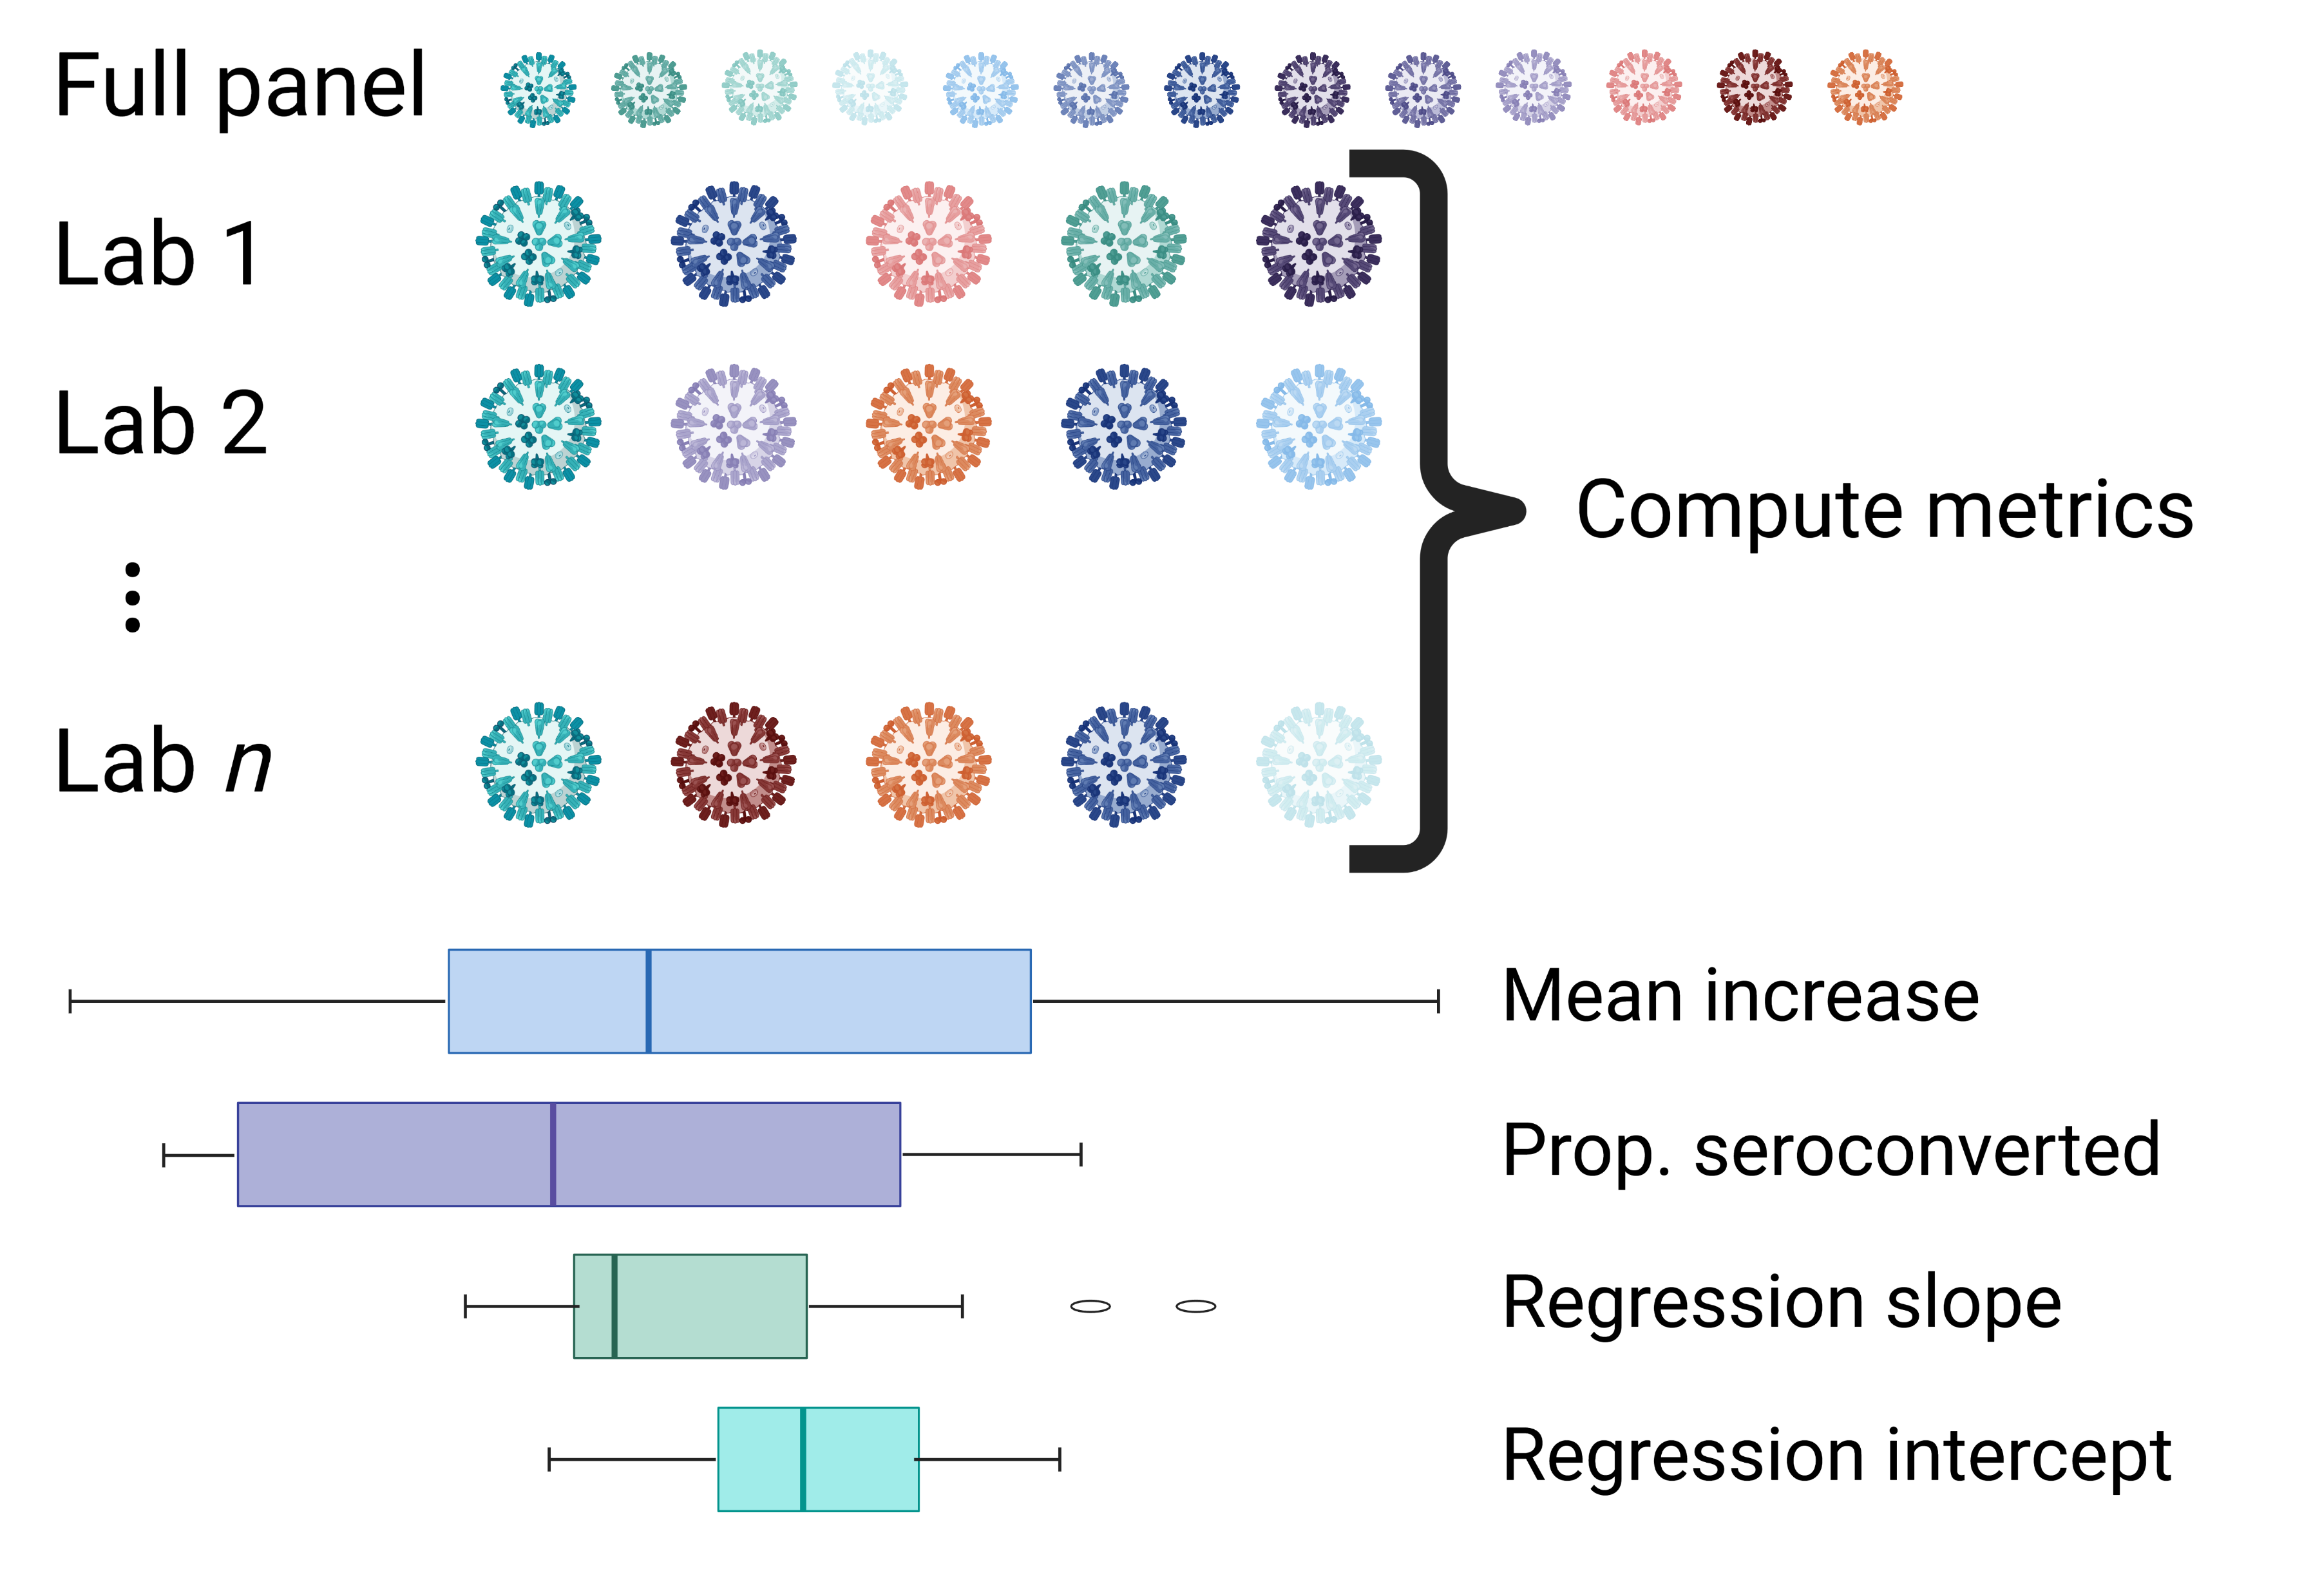 Full panel
Lab 1
Lab 2
Compute metrics
Lab n
Mean increase
Prop. seroconverted
Regression slope
Regression intercept